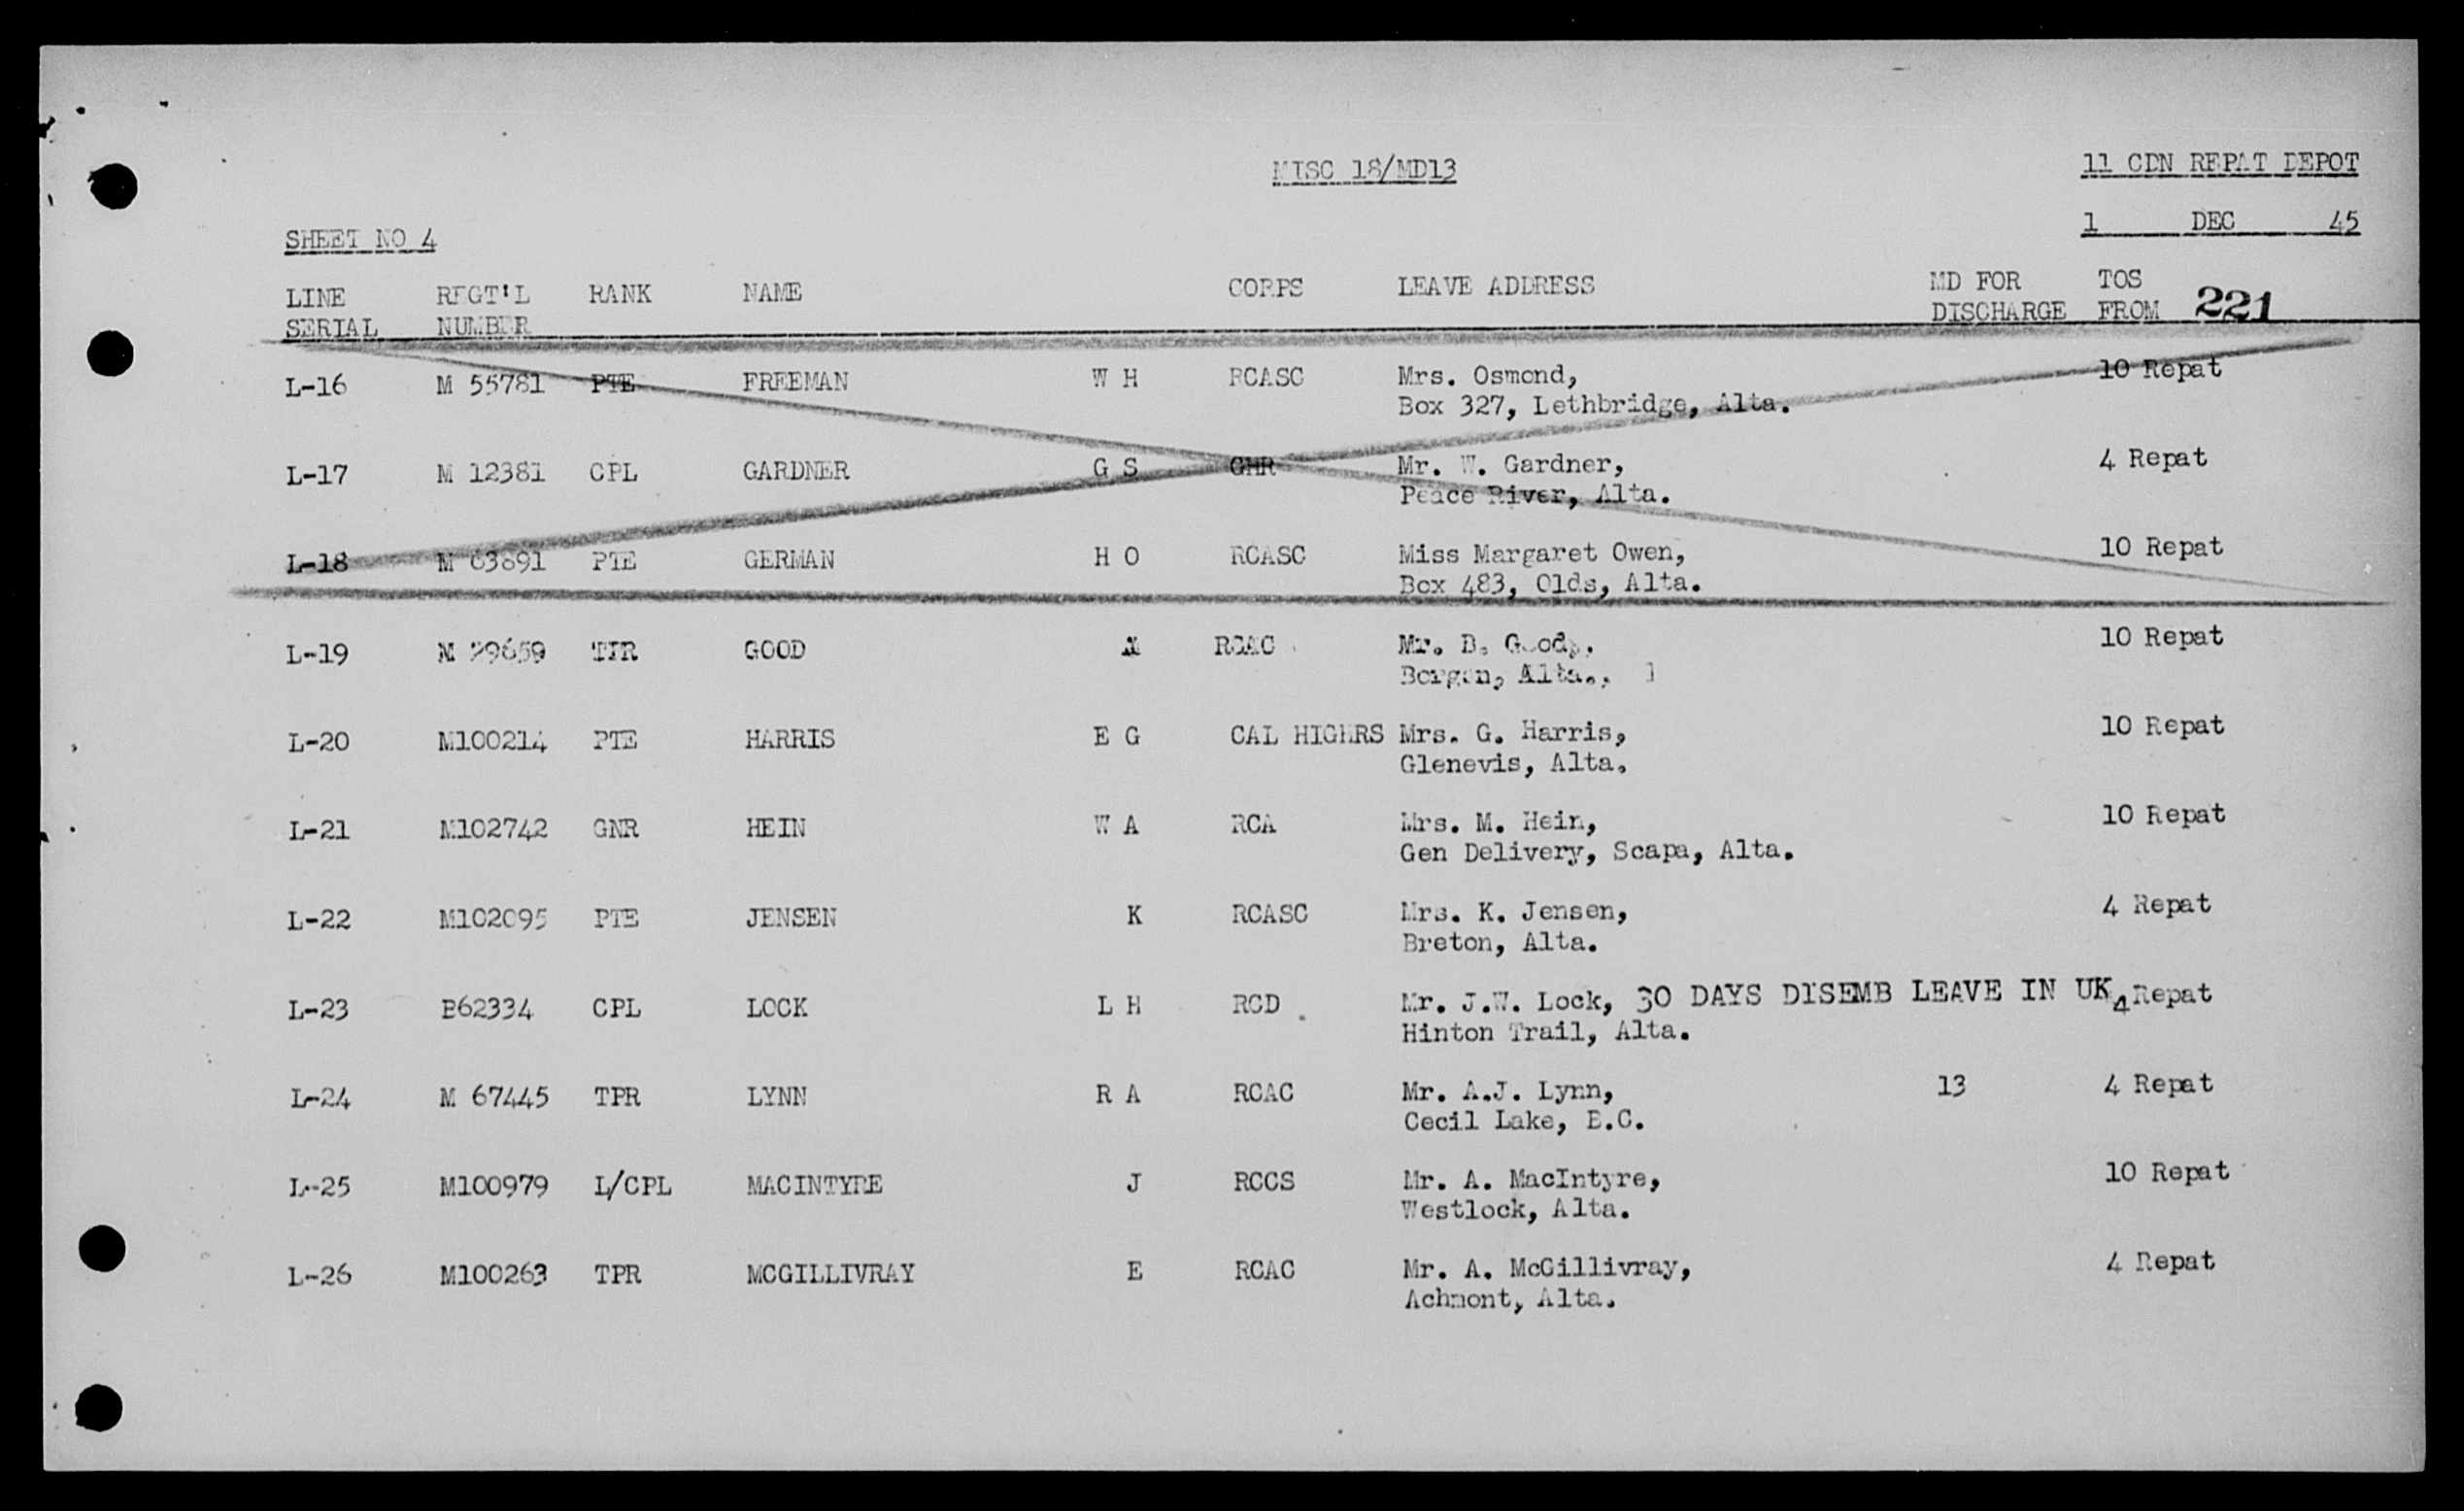 MISC 18/MD13
11 CDN REPAT DEPOT
1 DEC 45
SHEET NO 4
LINE REGT'L RANK NAME CORPS LEAVE ADDRESS MD FOR TOS
SERIAL NUMBER DISCHARGE FROM 221
L-16 M 55781 PTE FREEMAN W H RCASC Mrs. Osmond, 10 Repat
Box 327, Lethbridge, Alta.
L-17 M 12381 CPL GARDNER G S GHR Mr. W. Gardner, 4 Repat
Peace River, Alta.
L-18 M 63891 PTE GERMAN H O RCASC Miss Margaret Owen, 10 Repat
Box 483, Olds, Alta.
L-19 M 29659 GOOD RCAC Mr. B. Good, 10 Repat
Alta.,
L-20 M100214 PTE HARRIS E G CAL HIGHRS Mrs. G. Harris, 10 Repat
Glenevis, Alta.
L-21 M102742 GNR HEIN W A RCA Mrs. M. Hein, 10 Repat
Gen Delivery, Scapa, Alta.
L-22 M102095 PTE JENSEN K RCASC Mrs. K. Jensen, 4 Repat
Breton, Alta.
L-23 B62334 CPL LOCK L H RCD Mr. J.W. Lock, 30 DAYS DISEMB LEAVE IN UK 4 Repat
Hinton Trail, Alta.
L-24 M 67445 TPR LYNN R A RCAC Mr. A.J. Lynn, 13 4 Repat
Cecil Lake, B.C.
L-25 M100979 L/CPL MACINTYRE J RCCS Mr. A. MacIntyre, 10 Repat
Westlock, Alta.
L-26 M100263 TPR MCGILLIVRAY E RCAC Mr. A. McGillivray, 4 Repat
Achmont, Alta.